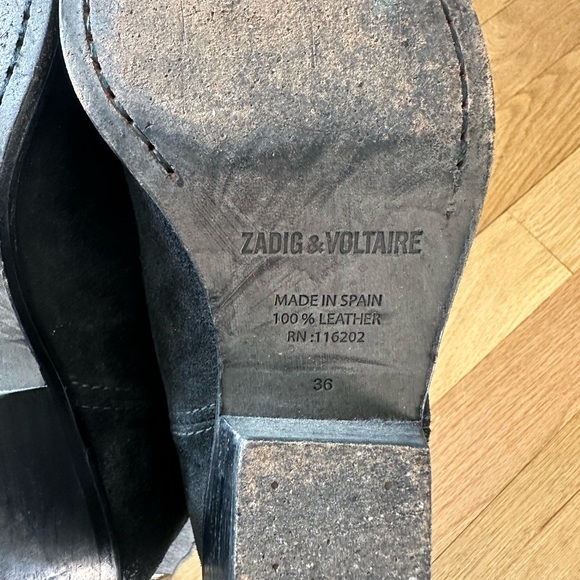 ZADIG & VOLTAIRE
MADE IN SPAIN
100 % LEATHER
RN :116202
36